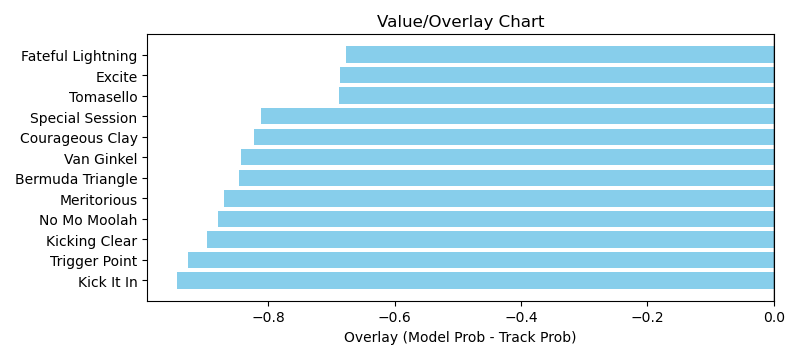 Value/Overlay Chart
Fateful Lightning
Excite
Tomasello
Special Session
Courageous Clay
Van Ginkel
Bermuda Triangle
Meritorious
No Mo Moolah
Kicking Clear
Trigger Point
Kick It In
−0.8 −0.6 −0.4 −0.2 0.0
Overlay (Model Prob - Track Prob)